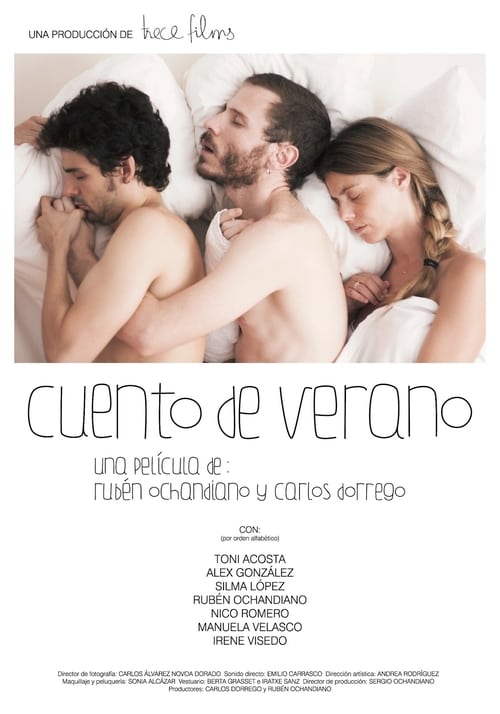 UNA PRODUCCIÓN DE trece films
cuento de verano
una película de:
rubén ochandiano y carlos dorrego
CON:
(por orden alfabético)
TONI ACOSTA
ALEX GONZÁLEZ
SILMA LÓPEZ
RUBÉN OCHANDIANO
NICO ROMERO
MANUELA VELASCO
IRENE VISEDO
Director de fotografía: CARLOS ÁLVAREZ NOVOA DORADO Sonido directo: EMILIO CARRASCO Dirección artística: ANDREA RODRÍGUEZ
Maquillaje y peluquería: SONIA ALCÁZAR Vestuario: BERTA GRASSET e IRATXE SANZ Director de producción: SERGIO OCHANDIANO
Productores: CARLOS DORREGO y RUBÉN OCHANDIANO